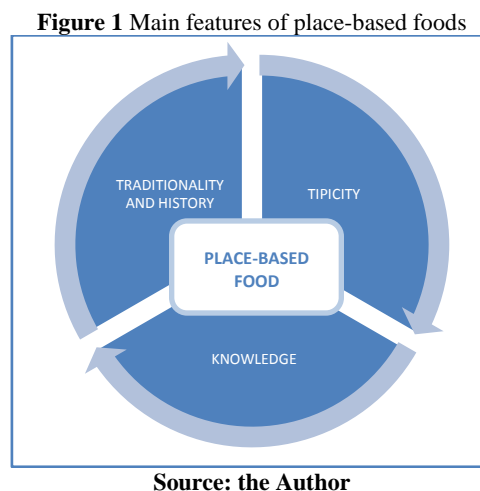 Figure 1 Main features of place-based foods
TRADITIONALITY
AND HISTORY
TIPICITY
PLACE-BASED
FOOD
KNOWLEDGE
Source: the Author